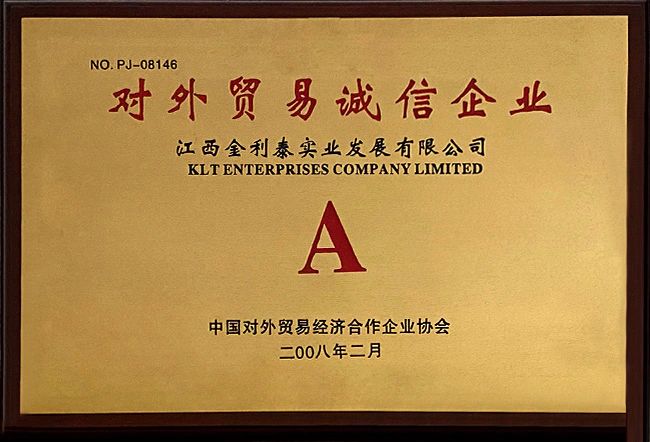 NO. PJ-08146
对外贸易诚信企业
江西金利泰实业发展有限公司
KLT ENTERPRISES COMPANY LIMITED
A
中国对外贸易经济合作企业协会
二00八年二月